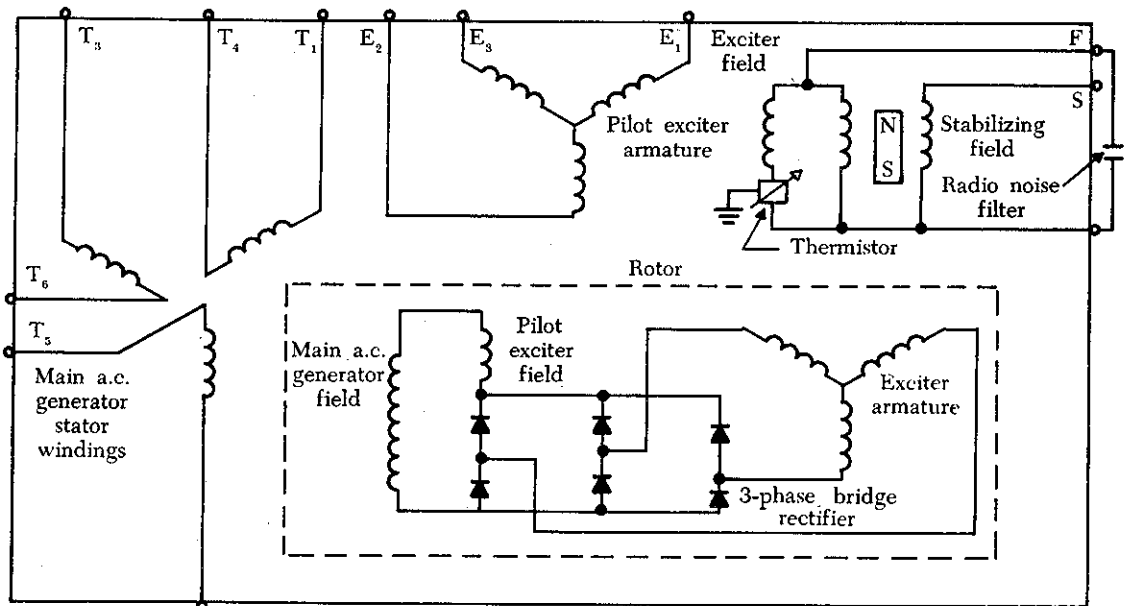 T₃
T₄
T₁
E₂
E₃
E₁
Exciter
field
F
S
Pilot exciter
armature
N
S
Stabilizing
field
Radio noise
filter
Thermistor
T₆
T₅
Main a.c.
generator
stator
windings
Rotor
Main a.c.
generator
field
Pilot
exciter
field
Exciter
armature
3-phase bridge
rectifier